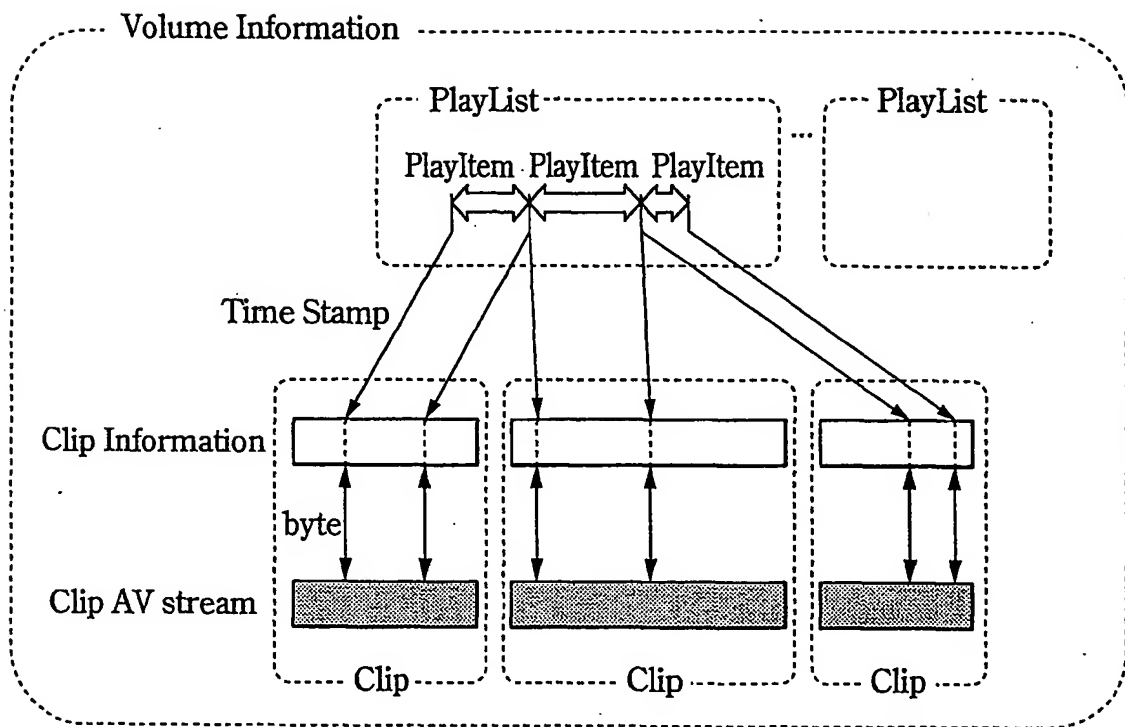 Volume Information
PlayList
PlayList
...
PlayItem PlayItem PlayItem
Time Stamp
Clip Information
byte
Clip AV stream
Clip
Clip
Clip